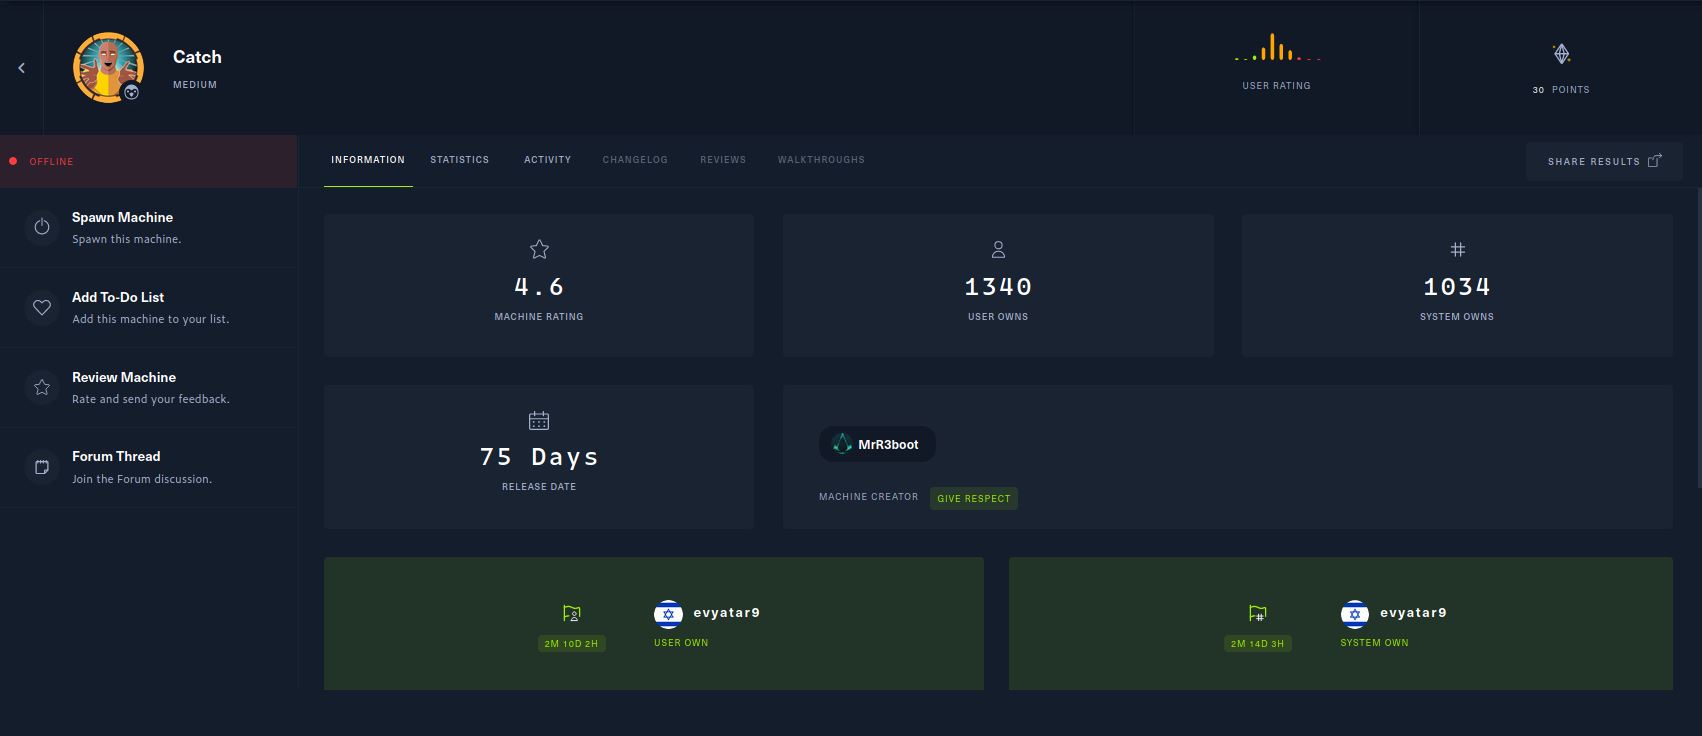 Catch
MEDIUM
USER RATING
30 POINTS
OFFLINE
INFORMATION STATISTICS ACTIVITY CHANGELOG REVIEWS WALKTHROUGHS
SHARE RESULTS
Spawn Machine
Spawn this machine.
Add To-Do List
Add this machine to your list.
Review Machine
Rate and send your feedback.
Forum Thread
Join the Forum discussion.
4.6
MACHINE RATING
1340
USER OWNS
1034
SYSTEM OWNS
75 Days
RELEASE DATE
MrR3boot
MACHINE CREATOR GIVE RESPECT
2M 10D 2H
evyatar9
USER OWN
2M 14D 3H
evyatar9
SYSTEM OWN